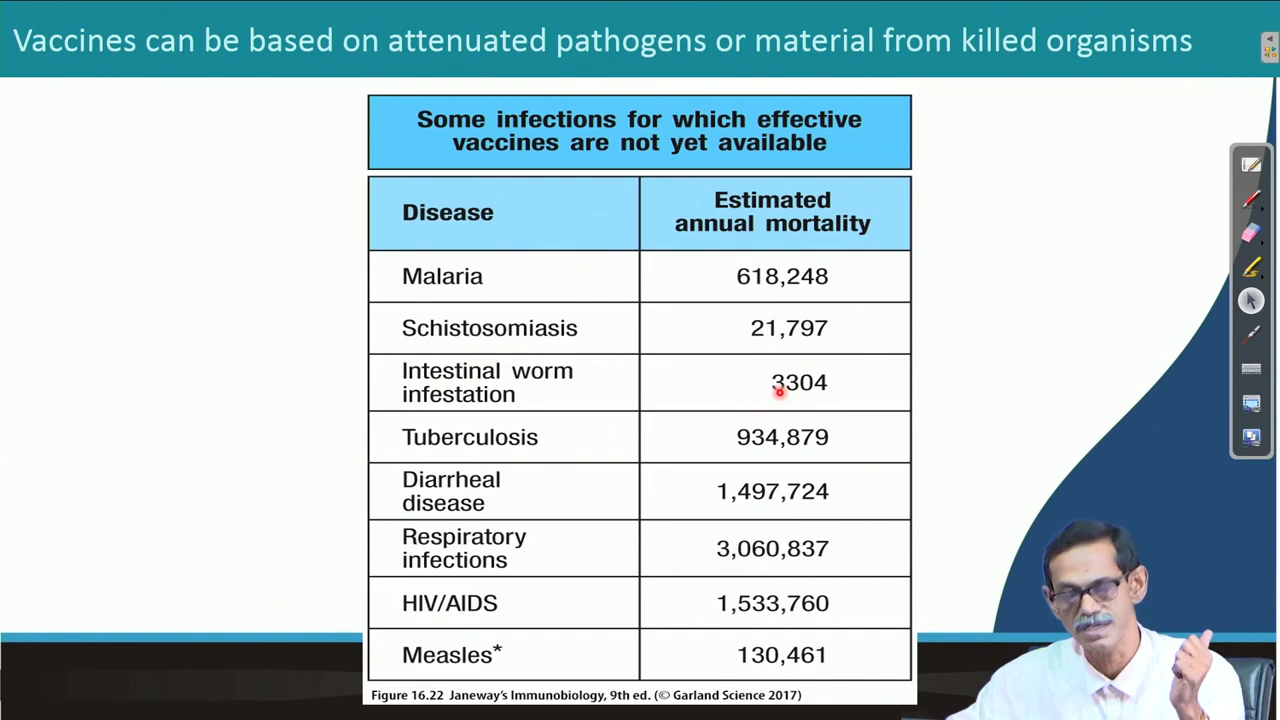 Vaccines can be based on attenuated pathogens or material from killed organisms
Some infections for which effective
vaccines are not yet available
Disease
Estimated
annual mortality
Malaria
618,248
Schistosomiasis
21,797
Intestinal worm
infestation
3304
Tuberculosis
934,879
Diarrheal
disease
1,497,724
Respiratory
infections
3,060,837
HIV/AIDS
1,533,760
Measles*
130,461
Figure 16.22 Janeway's Immunobiology, 9th ed. (© Garland Science 2017)